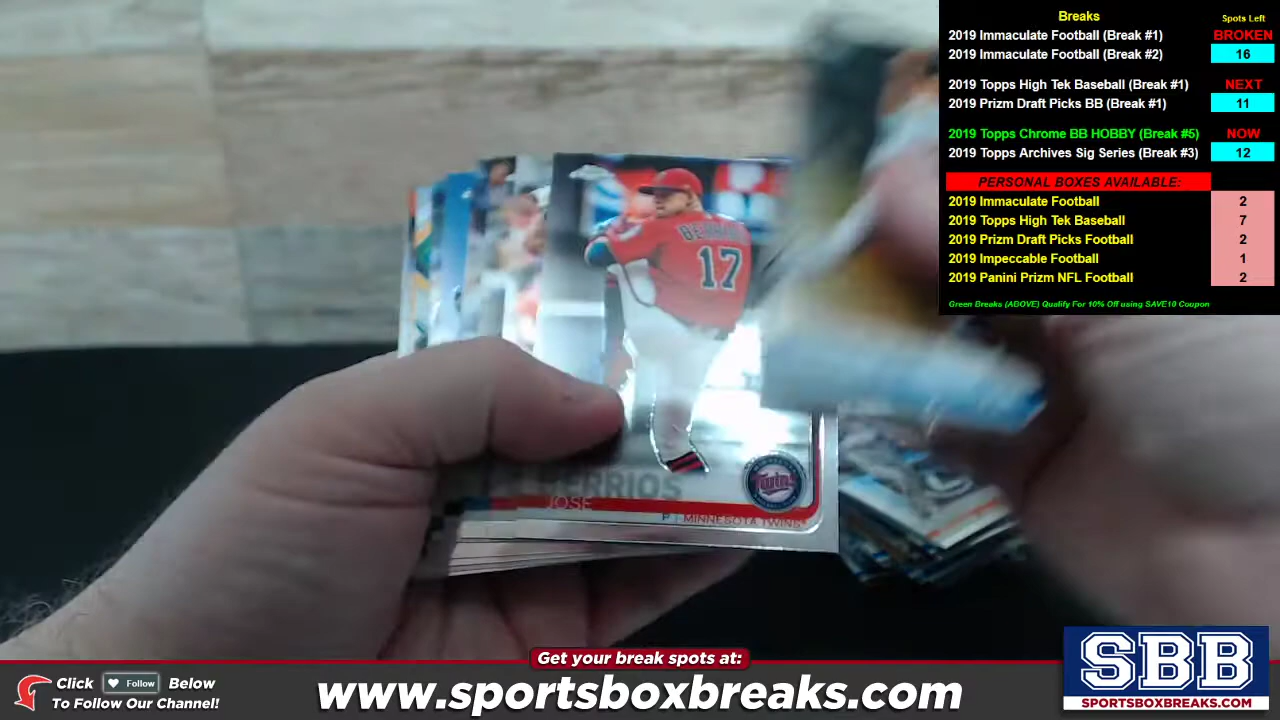 Breaks Spots Left
2019 Immaculate Football (Break #1) BROKEN
2019 Immaculate Football (Break #2) 16
2019 Topps High Tek Baseball (Break #1) NEXT
2019 Prizm Draft Picks BB (Break #1) 11
2019 Topps Chrome BB HOBBY (Break #5) NOW
2019 Topps Archives Sig Series (Break #3) 12
PERSONAL BOXES AVAILABLE:
2019 Immaculate Football 2
2019 Topps High Tek Baseball 7
2019 Prizm Draft Picks Football 2
2019 Impeccable Football 1
2019 Panini Prizm NFL Football 2
Green Breaks (ABOVE) Qualify For 10% Off using SAVE10 Coupon
17
BERRIOS
JOSE
Twins
P | MINNESOTA TWINS
Get your break spots at:
Click Follow Below
To Follow Our Channel!
www.sportsboxbreaks.com
SBB
SPORTSBOXBREAKS.COM